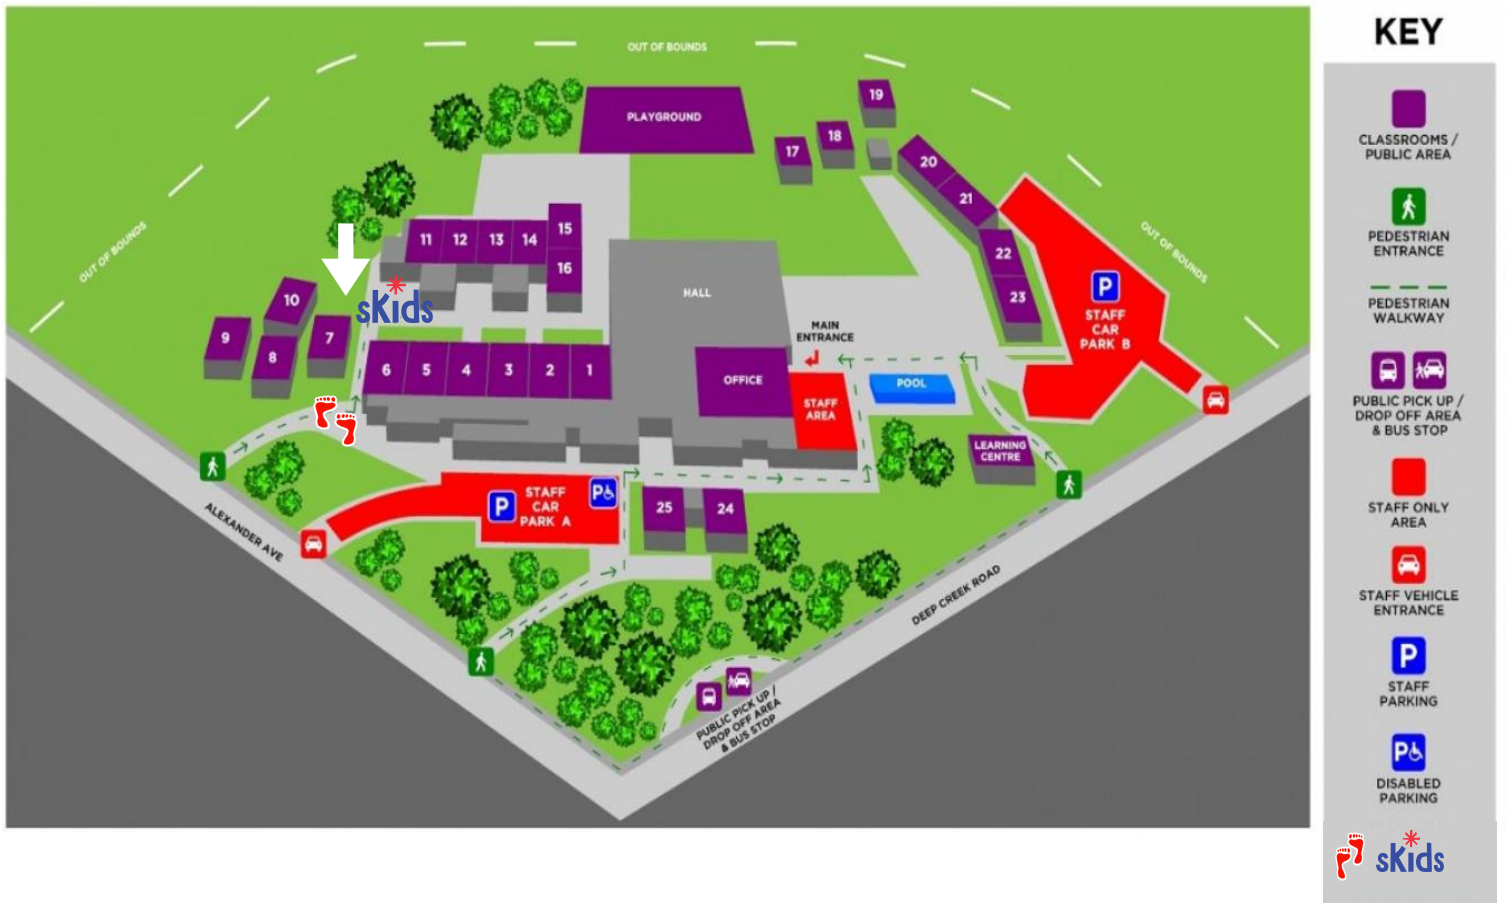 OUT OF BOUNDS
KEY
19
PLAYGROUND
18
17
20
21
CLASSROOMS /
PUBLIC AREA
15
11
12
13
14
16
OUT OF BOUNDS
22
23
OUT OF BOUNDS
PEDESTRIAN
ENTRANCE
10
sKids
HALL
P
STAFF
CAR
PARK B
PEDESTRIAN
WALKWAY
9
8
7
MAIN
ENTRANCE
6
5
4
3
2
1
OFFICE
STAFF
AREA
POOL
PUBLIC PICK UP /
DROP OFF AREA
& BUS STOP
LEARNING
CENTRE
P
STAFF
CAR
PARK A
P
25
24
STAFF ONLY
AREA
ALEXANDER AVE
DEEP CREEK ROAD
STAFF VEHICLE
ENTRANCE
PUBLIC PICK UP /
DROP OFF AREA
& BUS STOP
P
STAFF
PARKING
P
DISABLED
PARKING
sKids